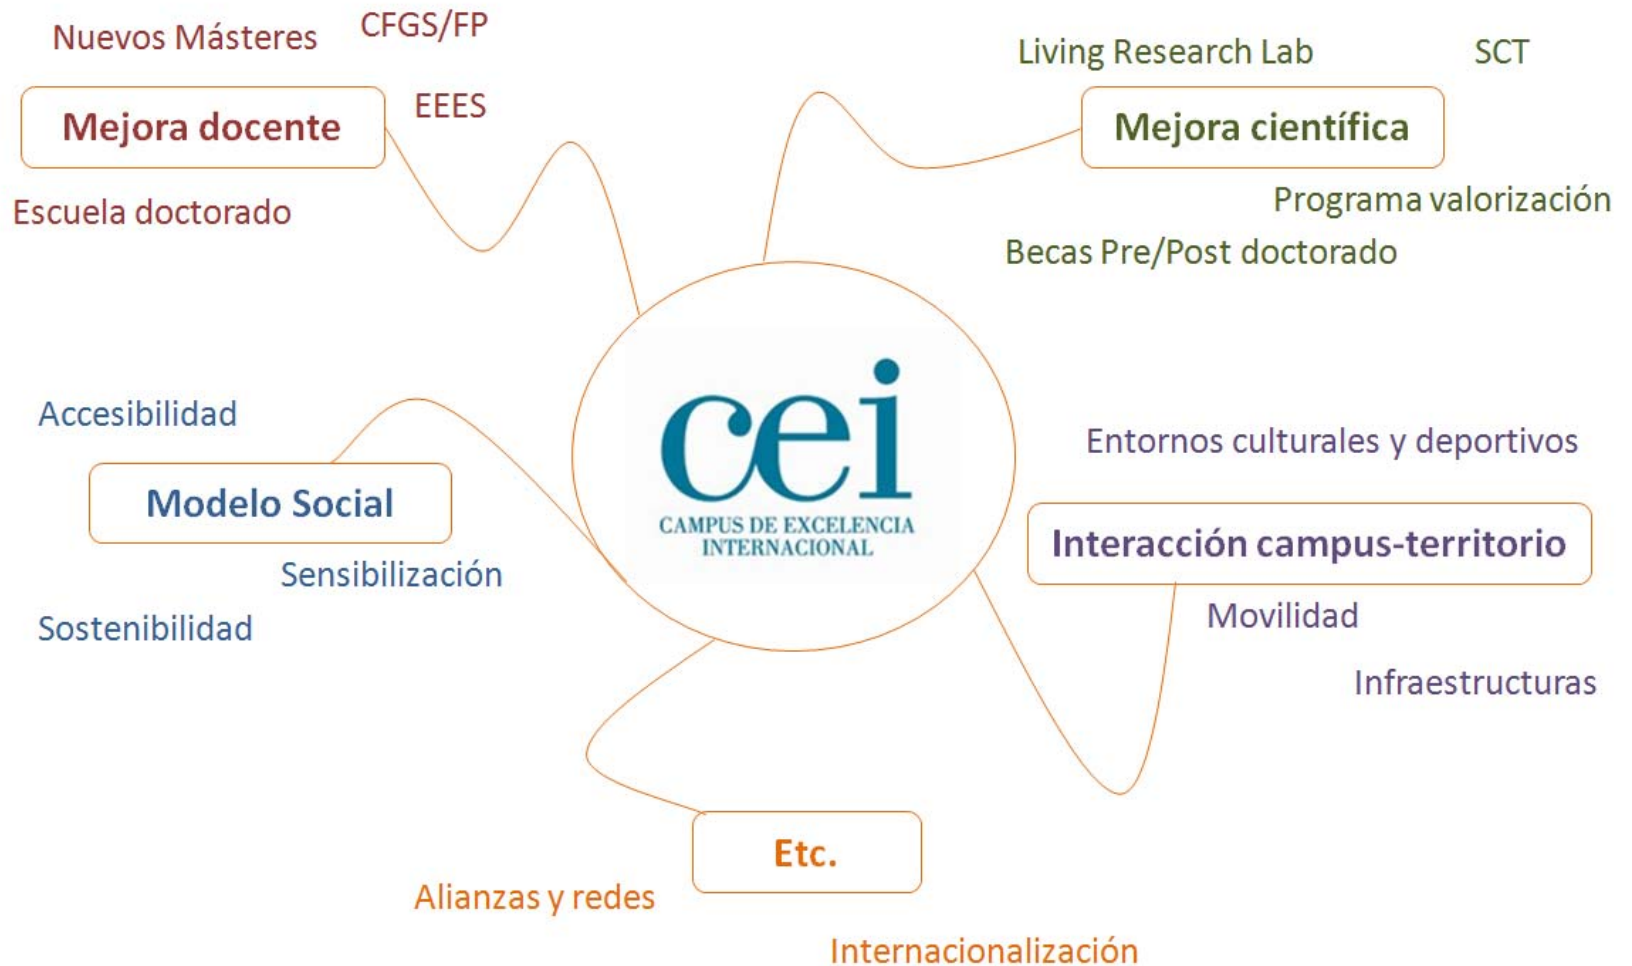 Nuevos Másteres
CFGS/FP
EEES
Mejora docente
Escuela doctorado
Living Research Lab
SCT
Mejora científica
Programa valorización
Becas Pre/Post doctorado
Accesibilidad
Modelo Social
Sensibilización
Sostenibilidad
cei
CAMPUS DE EXCELENCIA
INTERNACIONAL
Entornos culturales y deportivos
Interacción campus-territorio
Movilidad
Infraestructuras
Etc.
Alianzas y redes
Internacionalización